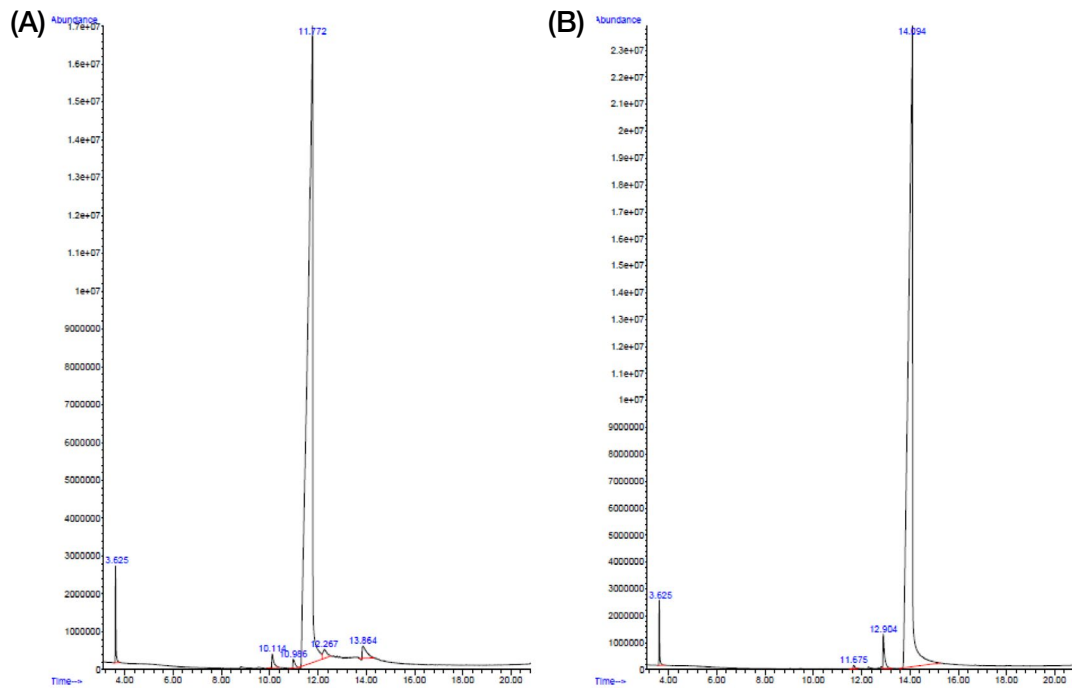 (A)
Abundance
1.7e+07
1.6e+07
1.5e+07
1.4e+07
1.3e+07
1.2e+07
1.1e+07
1e+07
9000000
8000000
7000000
6000000
5000000
4000000
3000000
2000000
1000000
0
11.772
3.625
10.114
10.986
12.267
13.864
4.00 6.00 8.00 10.00 12.00 14.00 16.00 18.00 20.00
Time-->
(B)
Abundance
2.3e+07
2.2e+07
2.1e+07
2e+07
1.9e+07
1.8e+07
1.7e+07
1.6e+07
1.5e+07
1.4e+07
1.3e+07
1.2e+07
1.1e+07
1e+07
9000000
8000000
7000000
6000000
5000000
4000000
3000000
2000000
1000000
0
14.094
3.625
11.675
12.904
4.00 6.00 8.00 10.00 12.00 14.00 16.00 18.00 20.00
Time-->